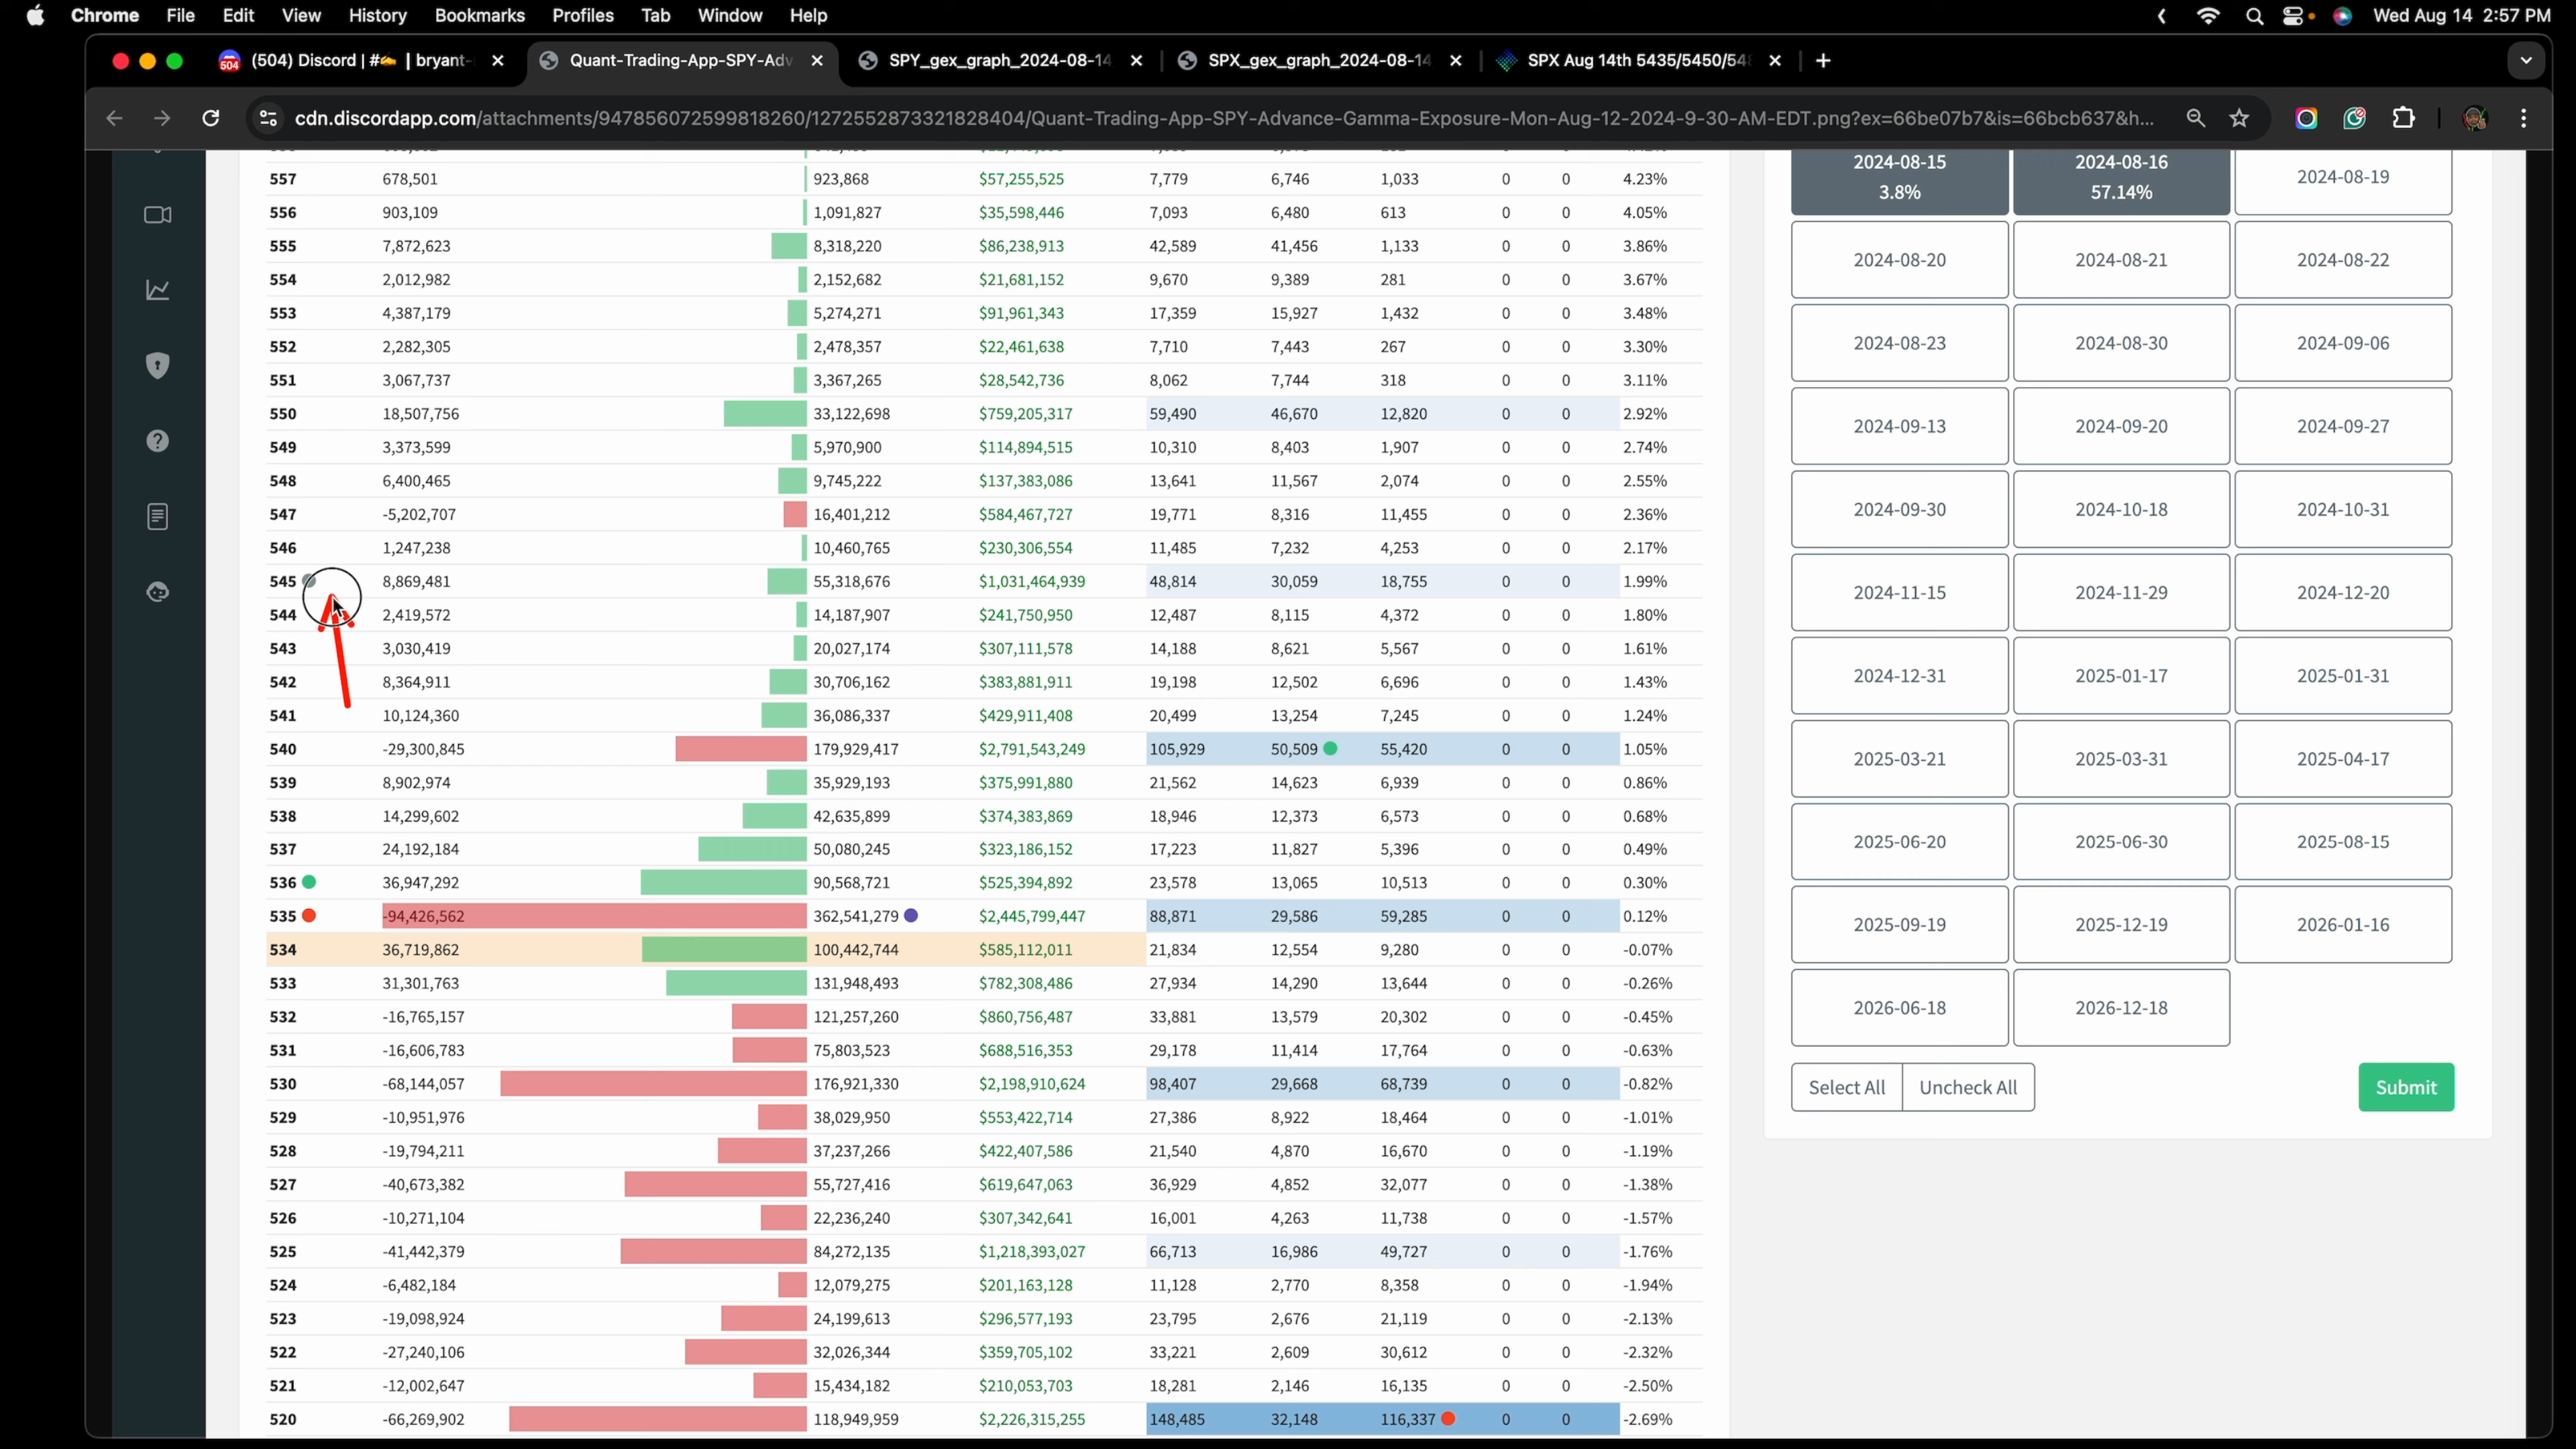 Chrome File Edit View History Bookmarks Profiles Tab Window Help Wed Aug 14 2:57 PM
504 (504) Discord | #✍ | bryant- Quant-Trading-App-SPY-Adv SPY_gex_graph_2024-08-14 SPX_gex_graph_2024-08-14 SPX Aug 14th 5435/5450/548
cdn.discordapp.com/attachments/947856072599818260/1272552873321828404/Quant-Trading-App-SPY-Advance-Gamma-Exposure-Mon-Aug-12-2024-9-30-AM-EDT.png?ex=66be07b7&is=66bcb637&h...
557 678,501 923,868 $57,255,525 7,779 6,746 1,033 0 0 4.23%
556 903,109 1,091,827 $35,598,446 7,093 6,480 613 0 0 4.05%
555 7,872,623 8,318,220 $86,238,913 42,589 41,456 1,133 0 0 3.86%
554 2,012,982 2,152,682 $21,681,152 9,670 9,389 281 0 0 3.67%
553 4,387,179 5,274,271 $91,961,343 17,359 15,927 1,432 0 0 3.48%
552 2,282,305 2,478,357 $22,461,638 7,710 7,443 267 0 0 3.30%
551 3,067,737 3,367,265 $28,542,736 8,062 7,744 318 0 0 3.11%
550 18,507,756 33,122,698 $759,205,317 59,490 46,670 12,820 0 0 2.92%
549 3,373,599 5,970,900 $114,894,515 10,310 8,403 1,907 0 0 2.74%
548 6,400,465 9,745,222 $137,383,086 13,641 11,567 2,074 0 0 2.55%
547 -5,202,707 16,401,212 $584,467,727 19,771 8,316 11,455 0 0 2.36%
546 1,247,238 10,460,765 $230,306,554 11,485 7,232 4,253 0 0 2.17%
545 8,869,481 55,318,676 $1,031,464,939 48,814 30,059 18,755 0 0 1.99%
544 2,419,572 14,187,907 $241,750,950 12,487 8,115 4,372 0 0 1.80%
543 3,030,419 20,027,174 $307,111,578 14,188 8,621 5,567 0 0 1.61%
542 8,364,911 30,706,162 $383,881,911 19,198 12,502 6,696 0 0 1.43%
541 10,124,360 36,086,337 $429,911,408 20,499 13,254 7,245 0 0 1.24%
540 -29,300,845 179,929,417 $2,791,543,249 105,929 50,509 55,420 0 0 1.05%
539 8,902,974 35,929,193 $375,991,880 21,562 14,623 6,939 0 0 0.86%
538 14,299,602 42,635,899 $374,383,869 18,946 12,373 6,573 0 0 0.68%
537 24,192,184 50,080,245 $323,186,152 17,223 11,827 5,396 0 0 0.49%
536 36,947,292 90,568,721 $525,394,892 23,578 13,065 10,513 0 0 0.30%
535 -94,426,562 362,541,279 $2,445,799,447 88,871 29,586 59,285 0 0 0.12%
534 36,719,862 100,442,744 $585,112,011 21,834 12,554 9,280 0 0 -0.07%
533 31,301,763 131,948,493 $782,308,486 27,934 14,290 13,644 0 0 -0.26%
532 -16,765,157 121,257,260 $860,756,487 33,881 13,579 20,302 0 0 -0.45%
531 -16,606,783 75,803,523 $688,516,353 29,178 11,414 17,764 0 0 -0.63%
530 -68,144,057 176,921,330 $2,198,910,624 98,407 29,668 68,739 0 0 -0.82%
529 -10,951,976 38,029,950 $553,422,714 27,386 8,922 18,464 0 0 -1.01%
528 -19,794,211 37,237,266 $422,407,586 21,540 4,870 16,670 0 0 -1.19%
527 -40,673,382 55,727,416 $619,647,063 36,929 4,852 32,077 0 0 -1.38%
526 -10,271,104 22,236,240 $307,342,641 16,001 4,263 11,738 0 0 -1.57%
525 -41,442,379 84,272,135 $1,218,393,027 66,713 16,986 49,727 0 0 -1.76%
524 -6,482,184 12,079,275 $201,163,128 11,128 2,770 8,358 0 0 -1.94%
523 -19,098,924 24,199,613 $296,577,193 23,795 2,676 21,119 0 0 -2.13%
522 -27,240,106 32,026,344 $359,705,102 33,221 2,609 30,612 0 0 -2.32%
521 -12,002,647 15,434,182 $210,053,703 18,281 2,146 16,135 0 0 -2.50%
520 -66,269,902 118,949,959 $2,226,315,255 148,485 32,148 116,337 0 0 -2.69%
2024-08-15 2024-08-16 2024-08-19
3.8% 57.14%
2024-08-20 2024-08-21 2024-08-22
2024-08-23 2024-08-30 2024-09-06
2024-09-13 2024-09-20 2024-09-27
2024-09-30 2024-10-18 2024-10-31
2024-11-15 2024-11-29 2024-12-20
2024-12-31 2025-01-17 2025-01-31
2025-03-21 2025-03-31 2025-04-17
2025-06-20 2025-06-30 2025-08-15
2025-09-19 2025-12-19 2026-01-16
2026-06-18 2026-12-18
Select All Uncheck All Submit